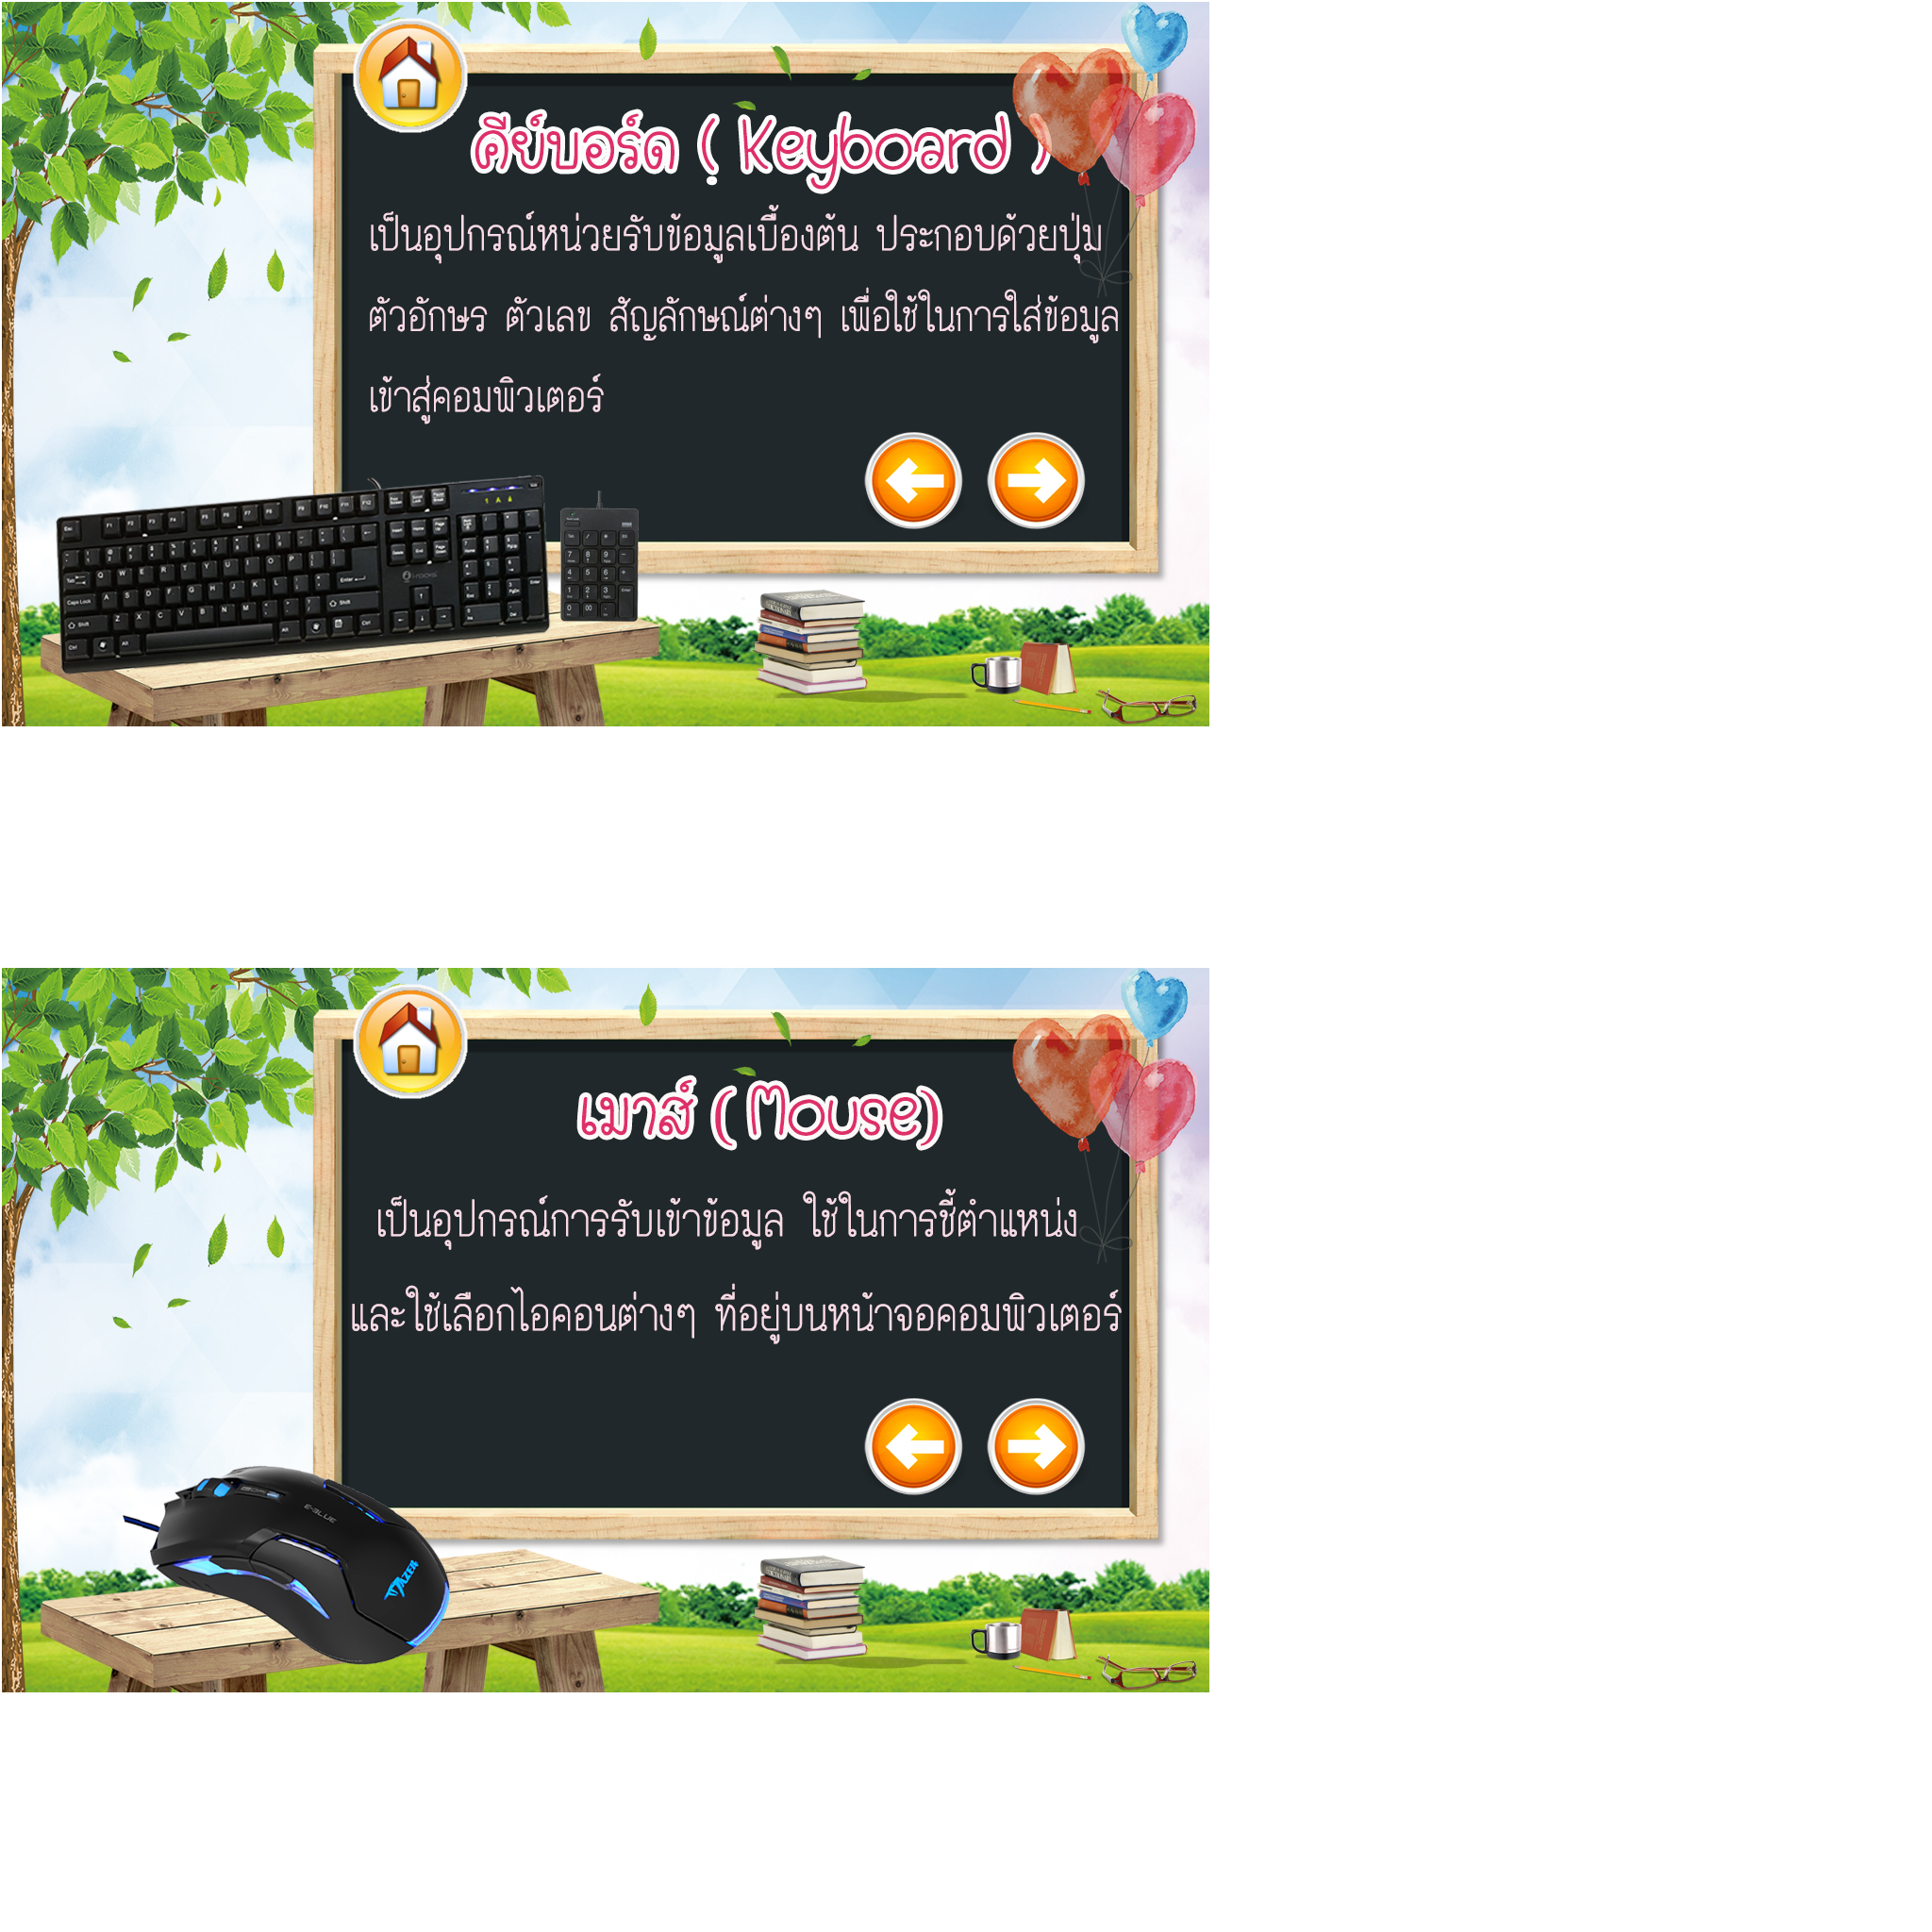 คีย์บอร์ด ( Keyboard )
เป็นอุปกรณ์หน่วยรับข้อมูลเบื้องต้น ประกอบด้วยปุ่ม
ตัวอักษร ตัวเลข สัญลักษณ์ต่างๆ เพื่อใช้ในการใส่ข้อมูล
เข้าสู่คอมพิวเตอร์
เมาส์ ( Mouse)
เป็นอุปกรณ์การรับเข้าข้อมูล ใช้ในการชี้ตำแหน่ง
และใช้เลือกไอคอนต่างๆ ที่อยู่บนหน้าจอคอมพิวเตอร์
E-BLUE